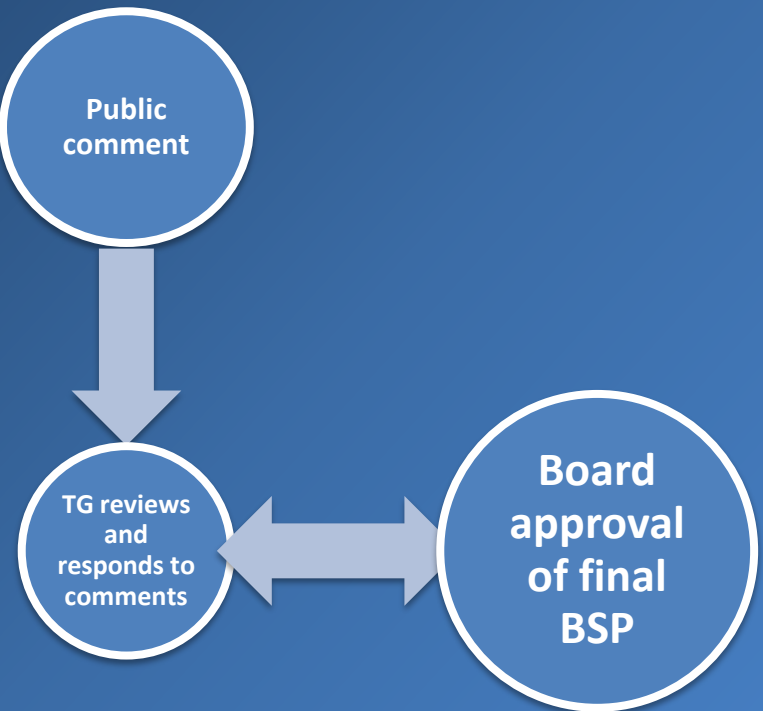 Public
comment
TG reviews
and
responds to
comments
Board
approval
of final
BSP